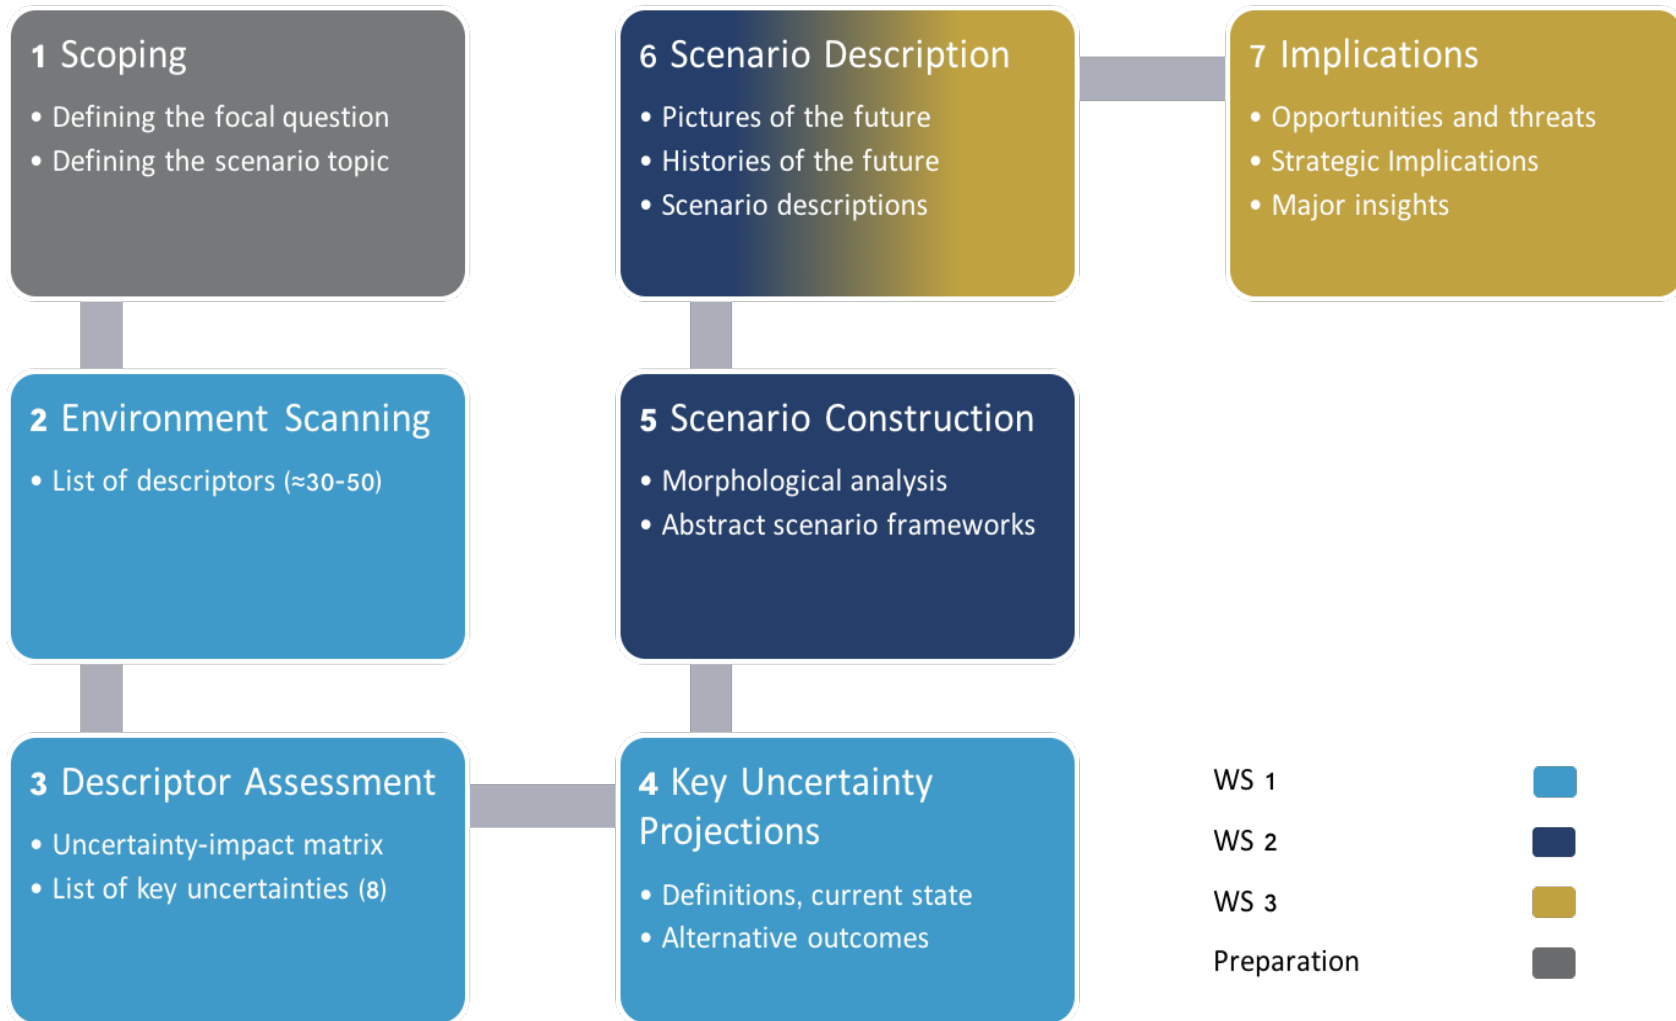 1 Scoping
• Defining the focal question
• Defining the scenario topic
2 Environment Scanning
• List of descriptors (≈30-50)
3 Descriptor Assessment
• Uncertainty-impact matrix
• List of key uncertainties (8)
4 Key Uncertainty
Projections
• Definitions, current state
• Alternative outcomes
5 Scenario Construction
• Morphological analysis
• Abstract scenario frameworks
6 Scenario Description
• Pictures of the future
• Histories of the future
• Scenario descriptions
7 Implications
• Opportunities and threats
• Strategic Implications
• Major insights
WS 1
WS 2
WS 3
Preparation